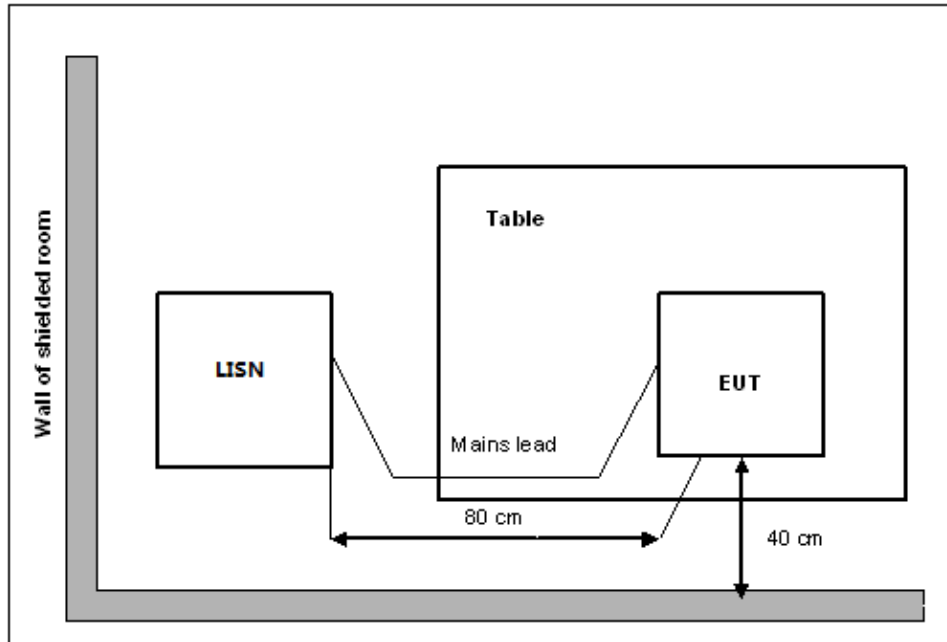 Wall of shielded room
Table
LISN
EUT
Mains lead
80 cm
40 cm